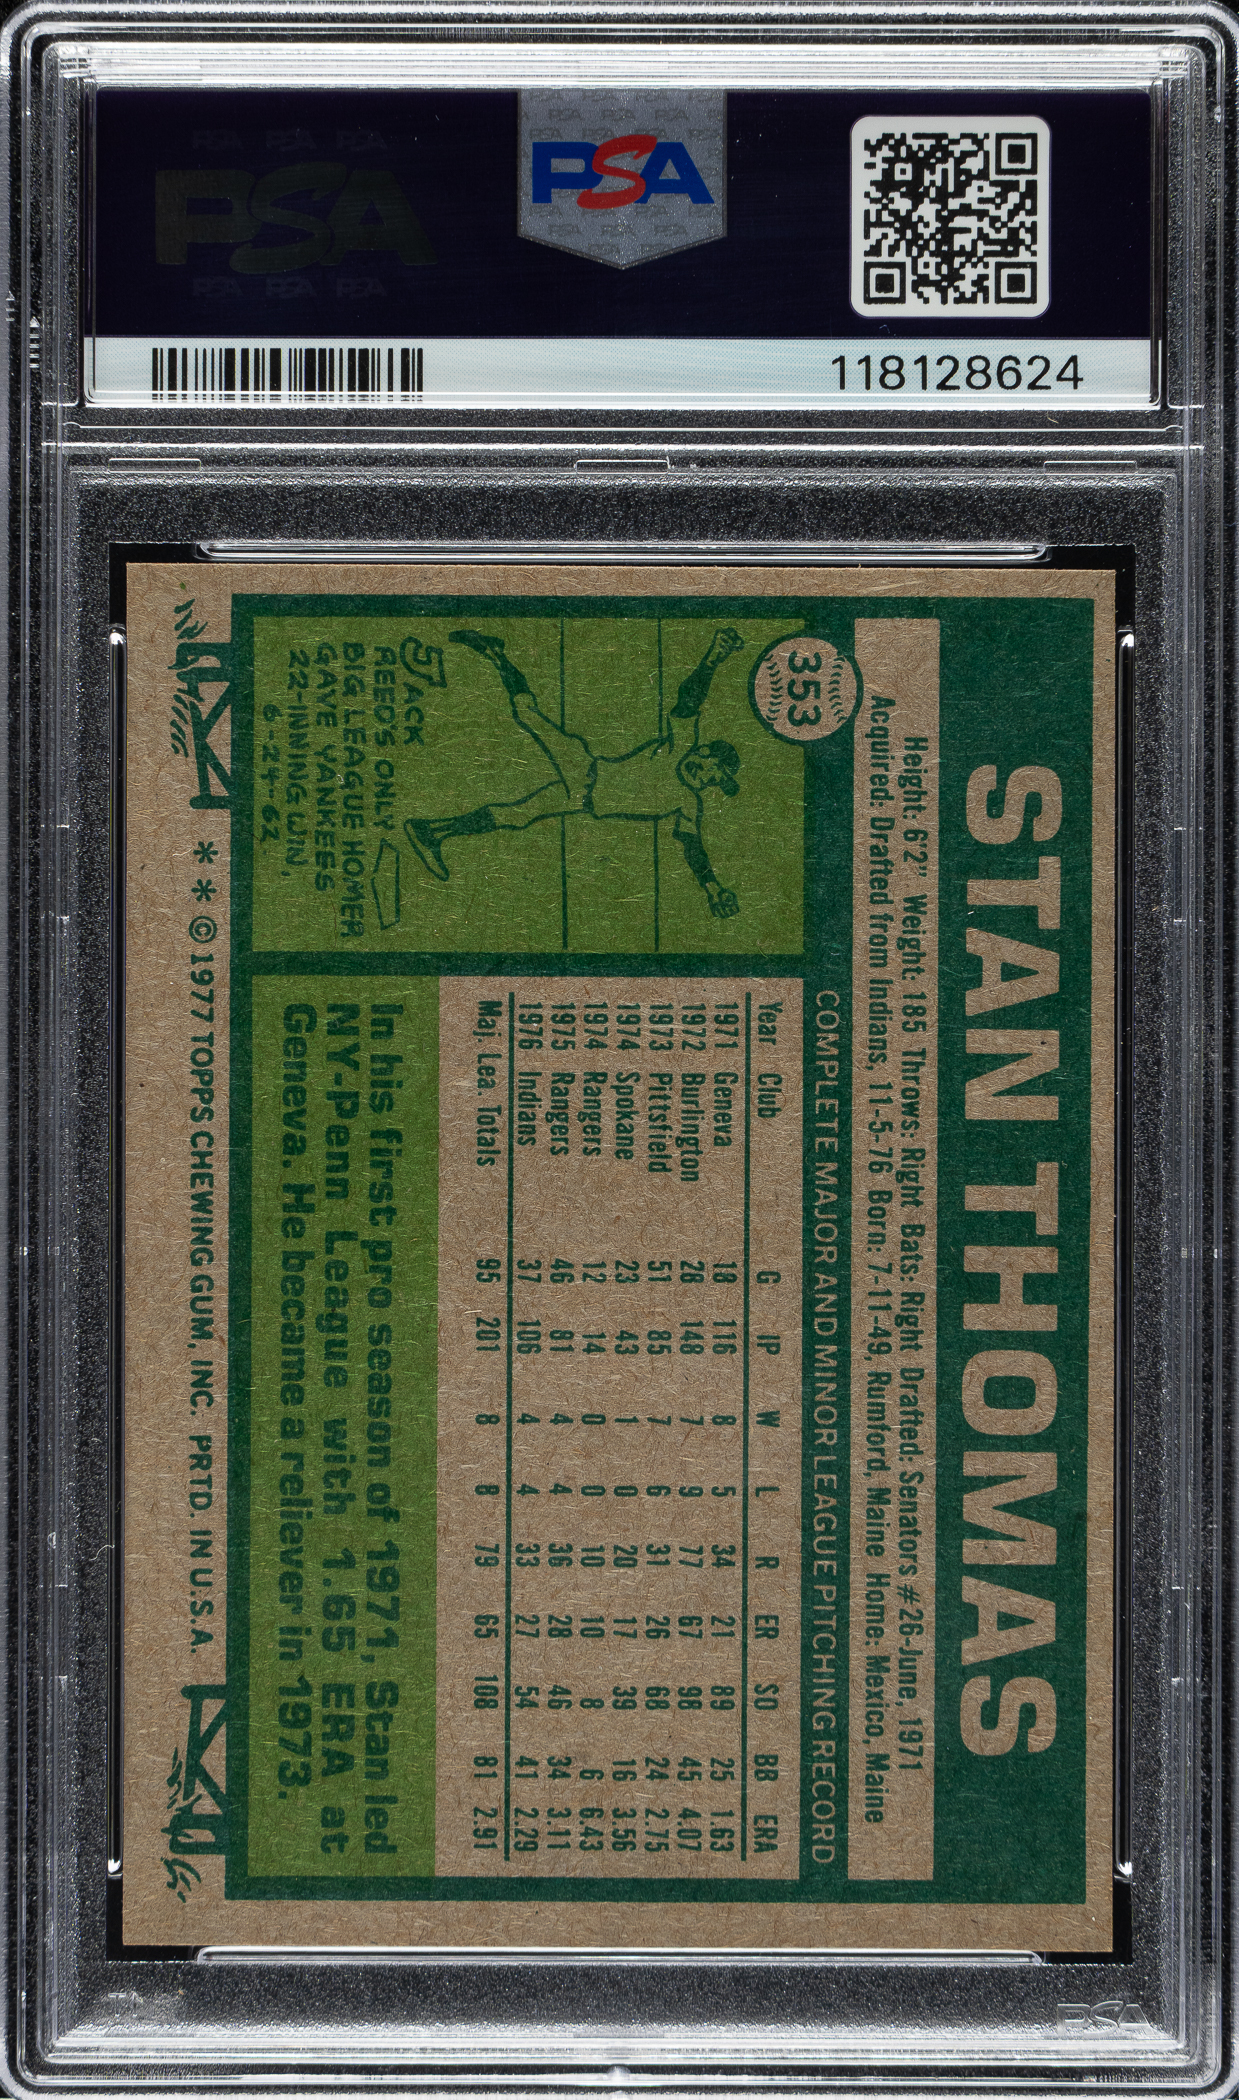 PSA PSA PSA
PSA
PSA PSA PSA
PSA
118128624
353
STAN THOMAS
Height: 6'2" Weight: 185 Throws: Right Bats: Right Drafted: Senators #26-June, 1971
Acquired: Drafted from Indians, 11-5-76 Born: 7-11-49, Rumford, Maine Home: Mexico, Maine
COMPLETE MAJOR AND MINOR LEAGUE PITCHING RECORD
Year Club G IP W L R ER SO BB ERA
1971 Geneva 18 116 8 5 34 21 89 25 1.63
1972 Burlington 28 148 7 9 77 67 98 45 4.07
1973 Pittsfield 51 85 7 6 31 26 68 24 2.75
1974 Spokane 23 43 1 0 20 17 39 16 3.56
1974 Rangers 12 14 0 0 10 10 8 6 6.43
1975 Rangers 46 81 4 4 36 28 46 34 3.11
1976 Indians 37 106 4 4 33 27 54 41 2.29
Maj. Lea. Totals 95 201 8 8 79 65 108 81 2.91
JACK
REED'S ONLY
BIG LEAGUE HOMER
GAVE YANKEES
22-INNING WIN,
6-24-62
In his first pro season of 1971, Stan led
NY-Penn League with 1.65 ERA at
Geneva. He became a reliever in 1973.
* * © 1977 TOPPS CHEWING GUM, INC. PRTD. IN U.S.A.
PSA